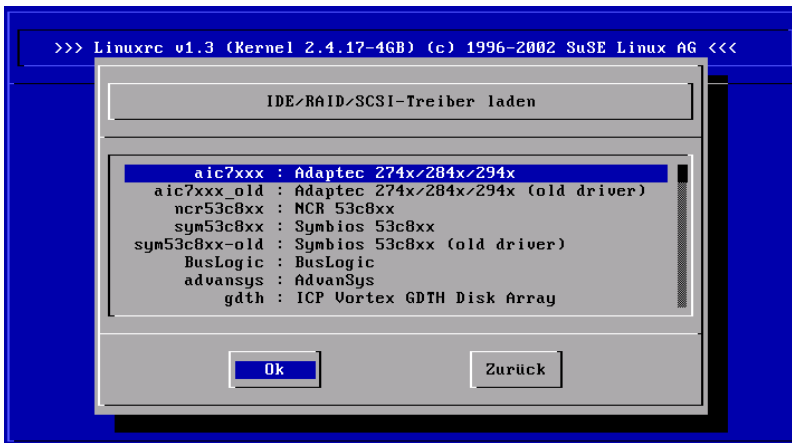 >>> Linuxrc v1.3 (Kernel 2.4.17-4GB) (c) 1996-2002 SuSE Linux AG <<<
IDE/RAID/SCSI-Treiber laden
aic7xxx : Adaptec 274x/284x/294x
aic7xxx_old : Adaptec 274x/284x/294x (old driver)
ncr53c8xx : NCR 53c8xx
sym53c8xx : Symbios 53c8xx
sym53c8xx-old : Symbios 53c8xx (old driver)
BusLogic : BusLogic
advansys : AdvanSys
gdth : ICP Vortex GDTH Disk Array
Ok Zurück